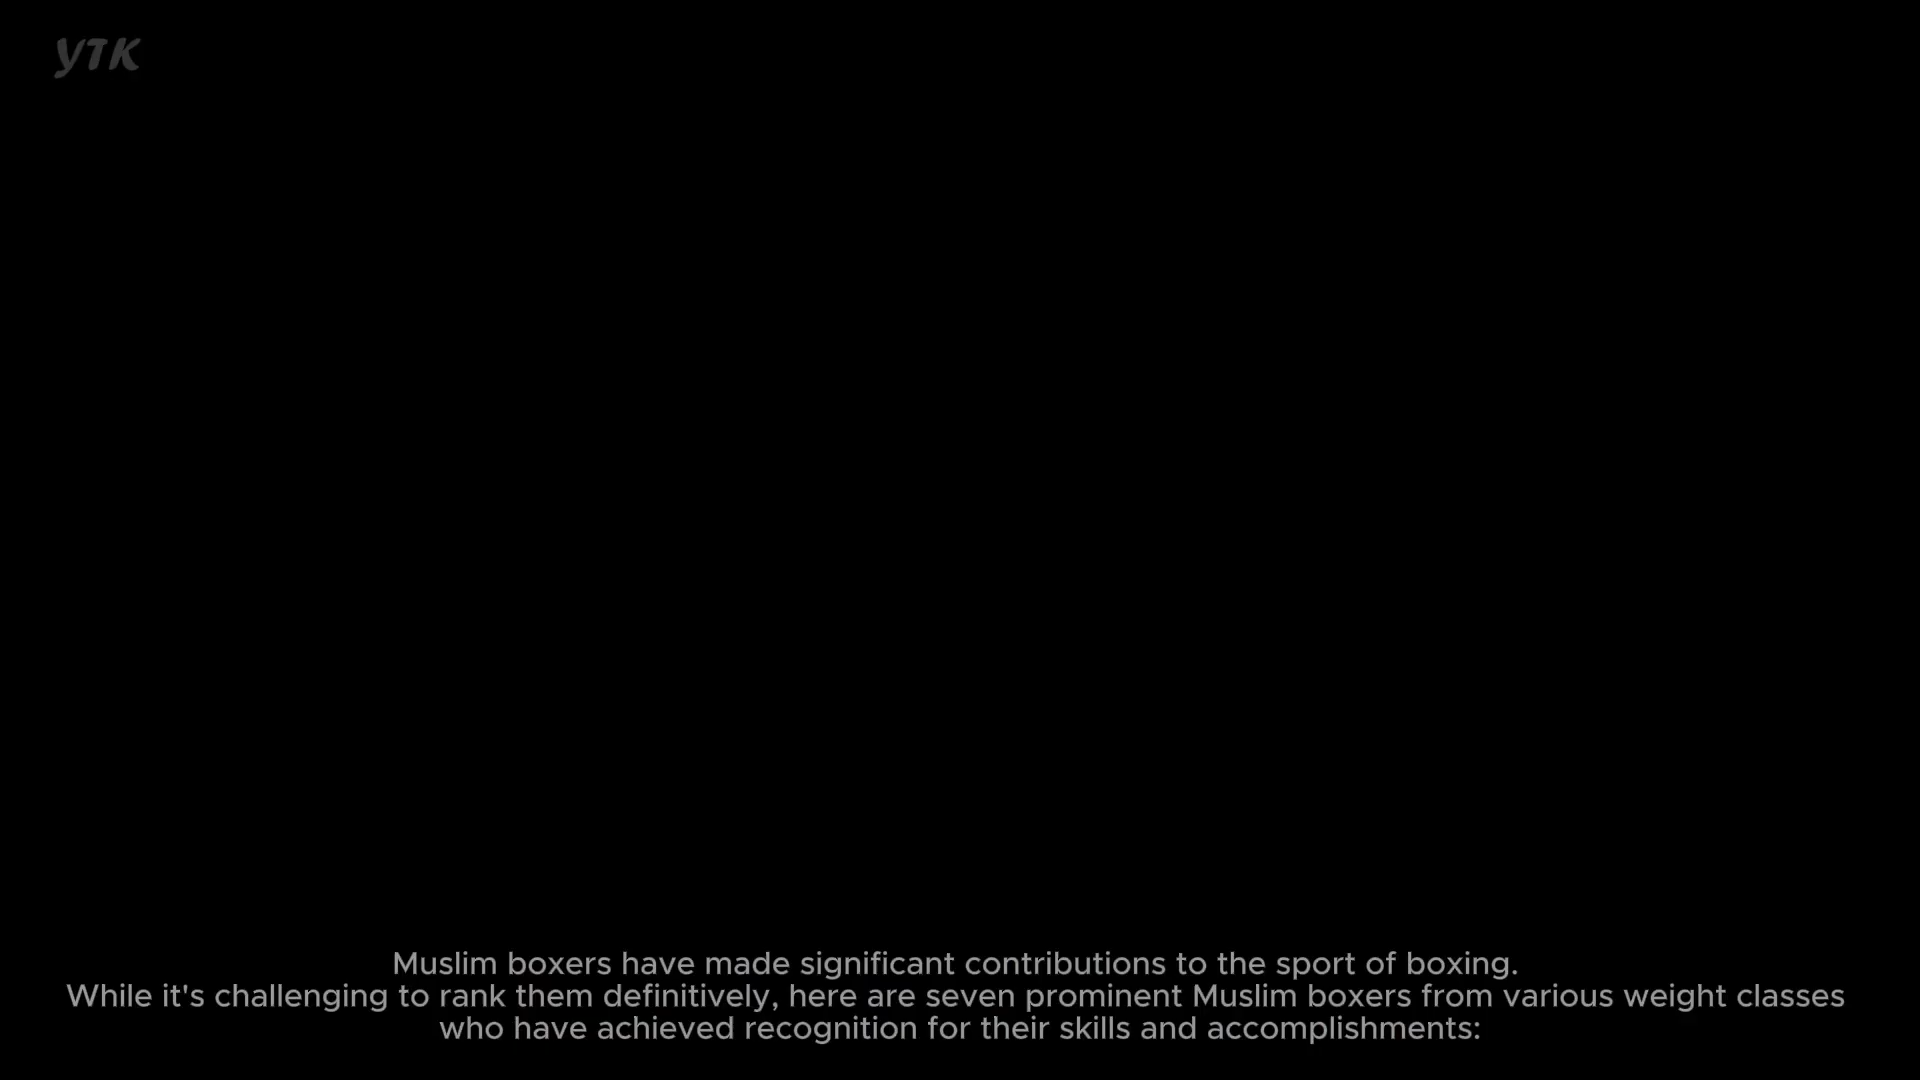 YTK
Muslim boxers have made significant contributions to the sport of boxing.
While it's challenging to rank them definitively, here are seven prominent Muslim boxers from various weight classes
who have achieved recognition for their skills and accomplishments: